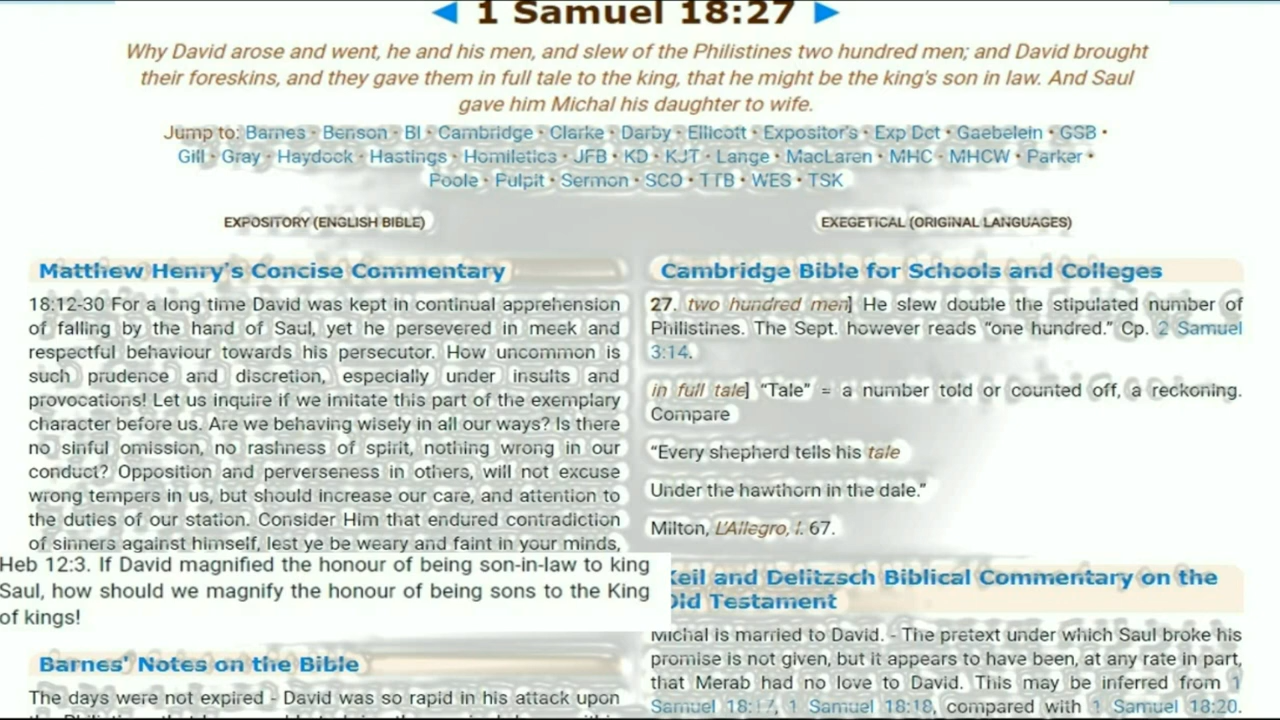 ◄ 1 Samuel 18:27 ►
Why David arose and went, he and his men, and slew of the Philistines two hundred men; and David brought
their foreskins, and they gave them in full tale to the king, that he might be the king's son in law. And Saul
gave him Michal his daughter to wife.
Jump to: Barnes • Benson • BI • Cambridge • Clarke • Darby • Ellicott • Expositor's • Exp Dct • Gaebelein • GSB •
Gill • Gray • Haydock • Hastings • Homiletics • JFB • KD • KJT • Lange • MacLaren • MHC • MHCW • Parker •
Poole • Pulpit • Sermon • SCO • TTB • WES • TSK
EXPOSITORY (ENGLISH BIBLE)
Matthew Henry's Concise Commentary
18:12-30 For a long time David was kept in continual apprehension
of falling by the hand of Saul, yet he persevered in meek and
respectful behaviour towards his persecutor. How uncommon is
such prudence and discretion, especially under insults and
provocations! Let us inquire if we imitate this part of the exemplary
character before us. Are we behaving wisely in all our ways? Is there
no sinful omission, no rashness of spirit, nothing wrong in our
conduct? Opposition and perverseness in others, will not excuse
wrong tempers in us, but should increase our care, and attention to
the duties of our station. Consider Him that endured contradiction
of sinners against himself, lest ye be weary and faint in your minds,
Heb 12:3. If David magnified the honour of being son-in-law to king
Saul, how should we magnify the honour of being sons to the King
of kings!
Barnes' Notes on the Bible
The days were not expired - David was so rapid in his attack upon
EXEGETICAL (ORIGINAL LANGUAGES)
Cambridge Bible for Schools and Colleges
27. two hundred men] He slew double the stipulated number of
Philistines. The Sept. however reads “one hundred.” Cp. 2 Samuel
3:14.
in full tale] “Tale” = a number told or counted off, a reckoning.
Compare
“Every shepherd tells his tale
Under the hawthorn in the dale.”
Milton, L'Allegro, l. 67.
Keil and Delitzsch Biblical Commentary on the
Old Testament
Michal is married to David. - The pretext under which Saul broke his
promise is not given, but it appears to have been, at any rate in part,
that Merab had no love to David. This may be inferred from 1
Samuel 18:17, 1 Samuel 18:18, compared with 1 Samuel 18:20.